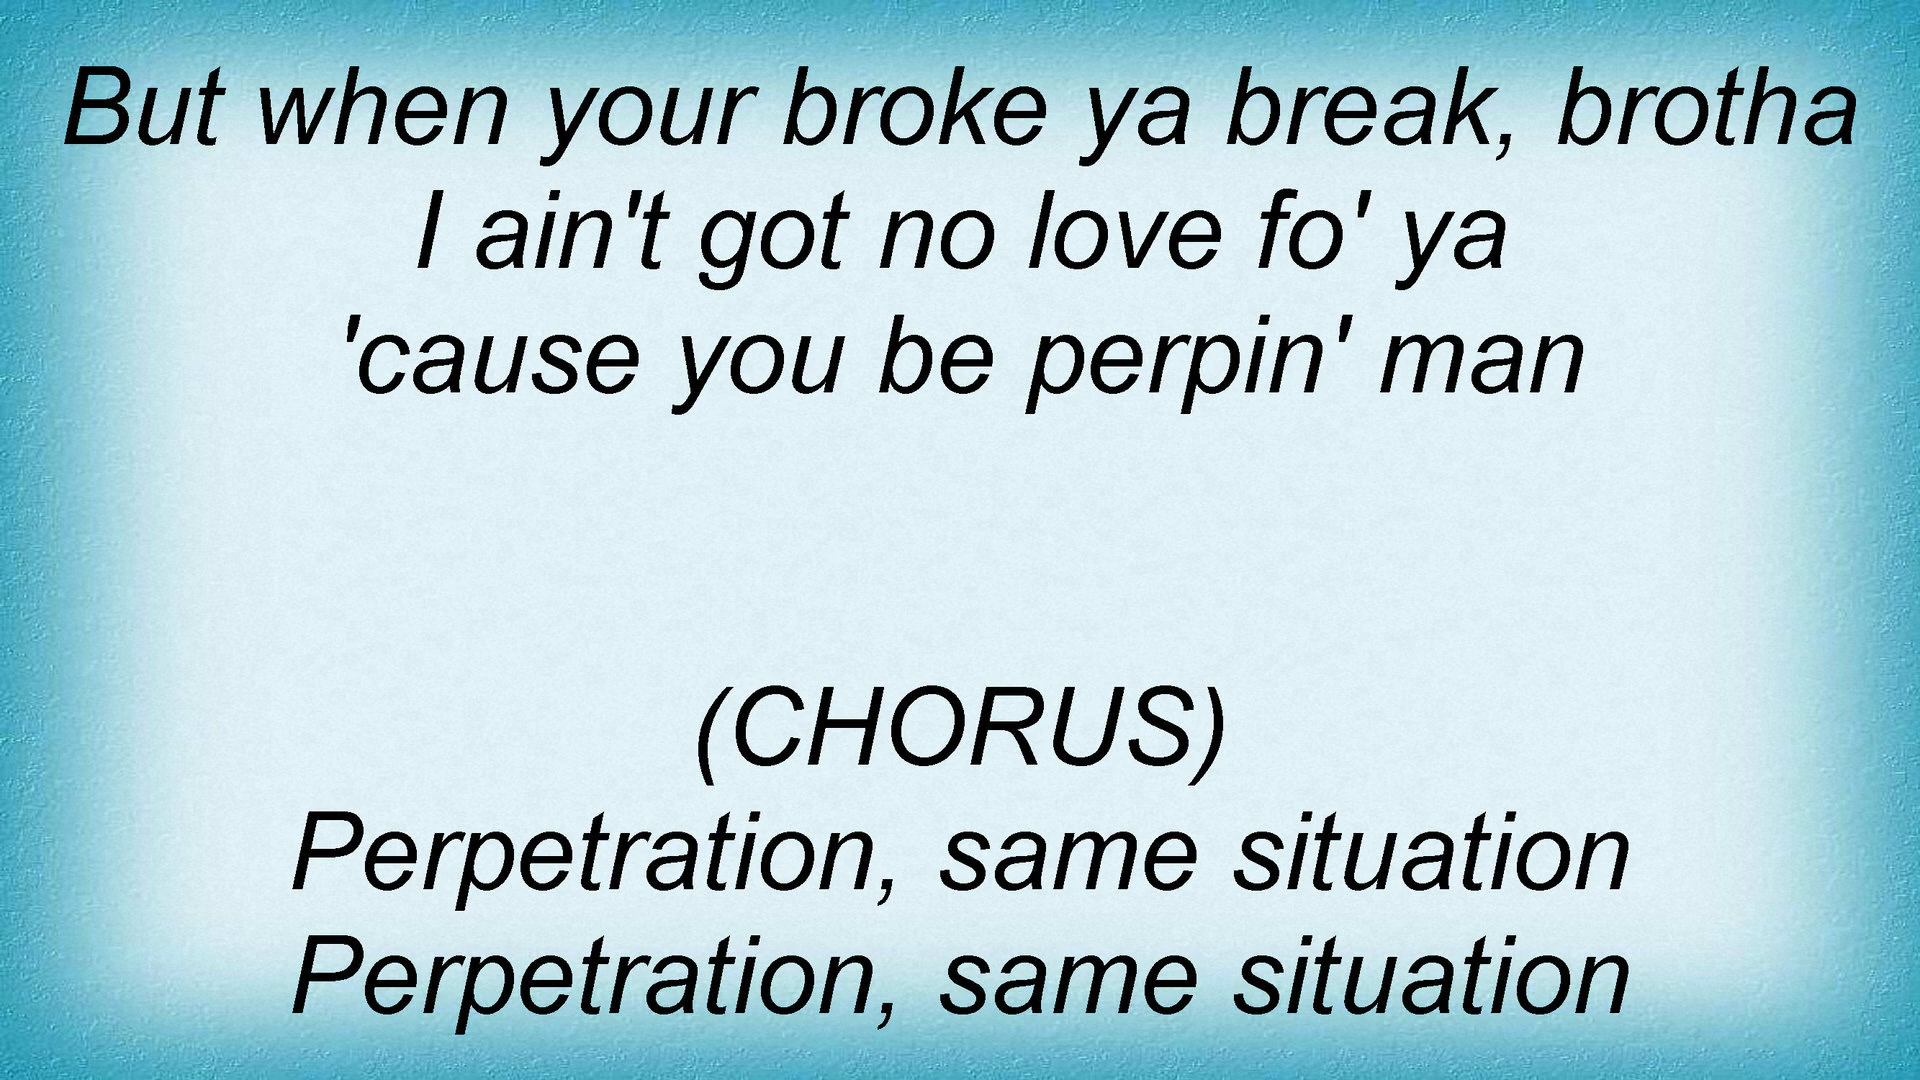 But when your broke ya break, brotha
I ain't got no love fo' ya
'cause you be perpin' man
(CHORUS)
Perpetration, same situation
Perpetration, same situation